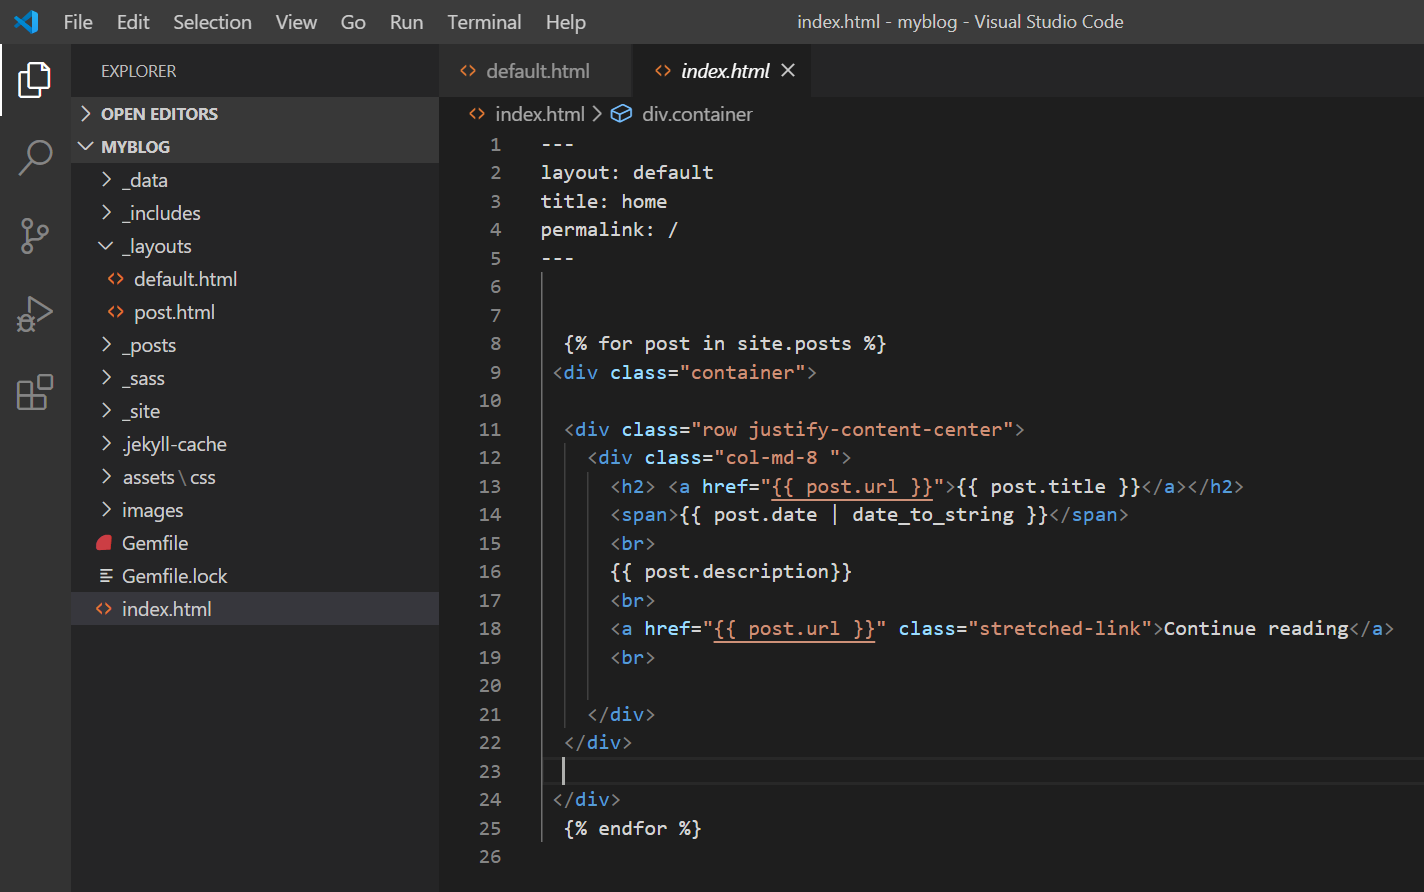 File Edit Selection View Go Run Terminal Help index.html - myblog - Visual Studio Code
EXPLORER
OPEN EDITORS
MYBLOG
_data
_includes
_layouts
default.html
post.html
_posts
_sass
_site
.jekyll-cache
assets\css
images
Gemfile
Gemfile.lock
index.html
default.html index.html
index.html > div.container
1 ---
2 layout: default
3 title: home
4 permalink: /
5 ---
6
7
8 {% for post in site.posts %}
9 <div class="container">
10
11 <div class="row justify-content-center">
12 <div class="col-md-8 ">
13 <h2> <a href="{{ post.url }}">{{ post.title }}</a></h2>
14 <span>{{ post.date | date_to_string }}</span>
15 <br>
16 {{ post.description}}
17 <br>
18 <a href="{{ post.url }}" class="stretched-link">Continue reading</a>
19 <br>
20
21 </div>
22 </div>
23
24 </div>
25 {% endfor %}
26